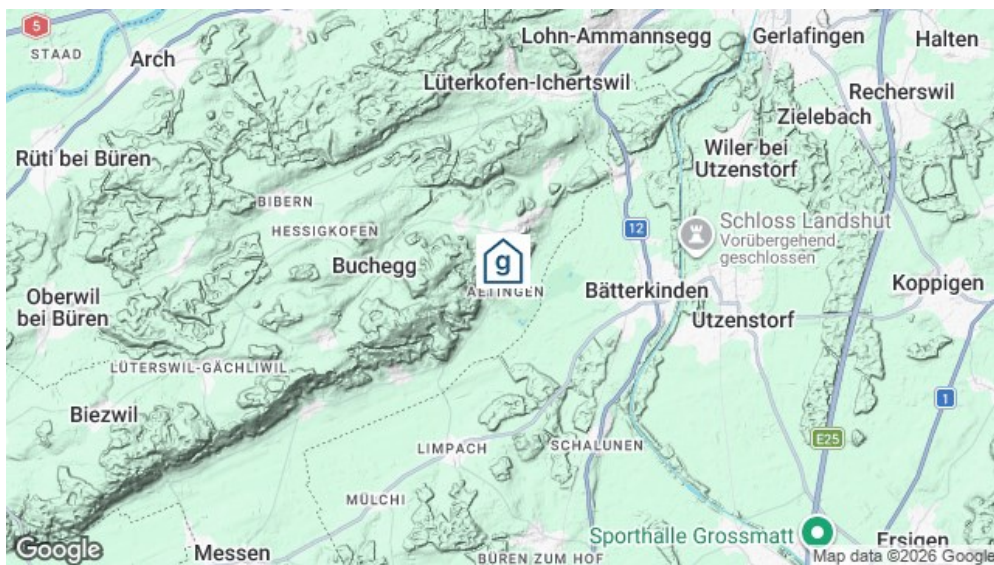 5
STAAD
Arch
Lohn-Ammannsegg
Gerlafingen
Halten
Lüterkofen-Ichertswil
Recherswil
Zielebach
Rüti bei Büren
Wiler bei
Utzenstorf
BIBERN
HESSIGKOFEN
12
Schloss Landshut
Vorübergehend
geschlossen
Buchegg
g
AETINGEN
Bätterkinden
Koppigen
Oberwil
bei Büren
Utzenstorf
LÜTERSWIL-GÄCHLIWIL
1
Biezwil
E25
LIMPACH
SCHALUNEN
MÜLCHI
Sporthalle Grossmatt
Ersigen
Google
Messen
BÜREN ZUM HOF
Map data ©2026 Google